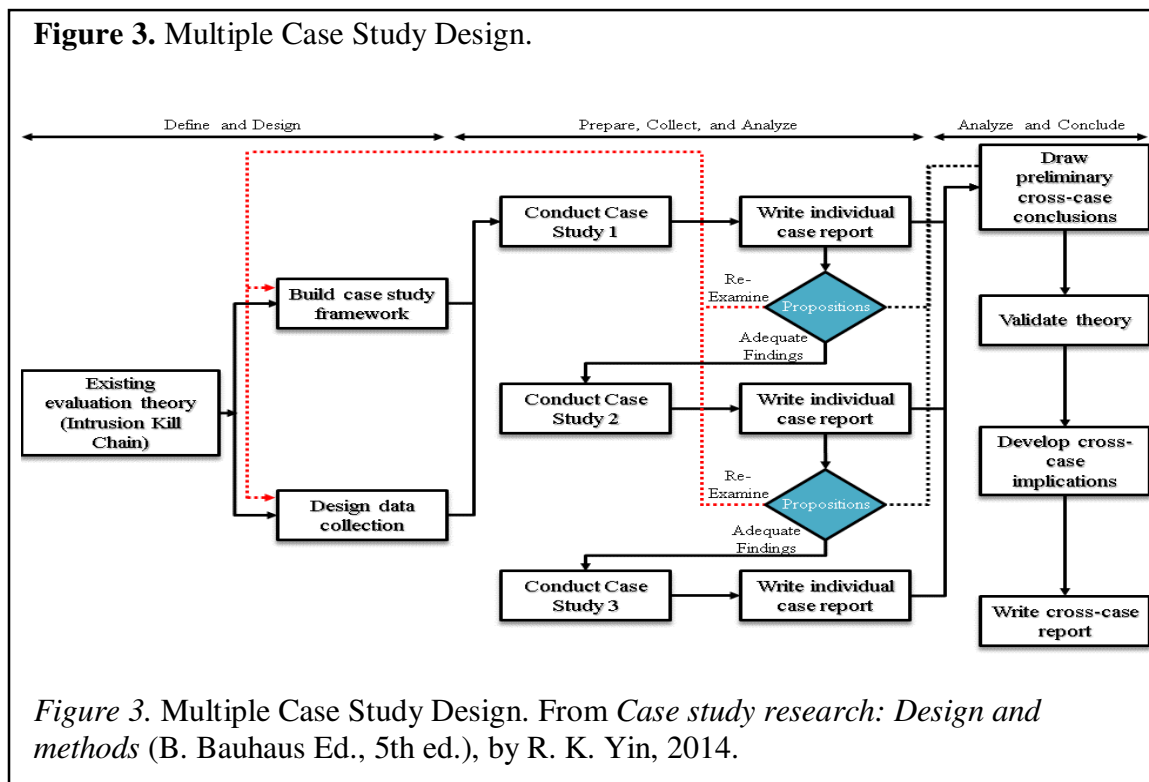 Figure 3. Multiple Case Study Design.
Define and Design
Prepare, Collect, and Analyze
Analyze and Conclude
Existing
evaluation theory
(Intrusion Kill
Chain)
Build case study
framework
Design data
collection
Conduct Case
Study 1
Write individual
case report
Re-
Examine
Propositions
Adequate
Findings
Conduct Case
Study 2
Write individual
case report
Re-
Examine
Propositions
Adequate
Findings
Conduct Case
Study 3
Write individual
case report
Draw
preliminary
cross-case
conclusions
Validate theory
Develop cross-
case
implications
Write cross-case
report
Figure 3. Multiple Case Study Design. From Case study research: Design and
methods (B. Bauhaus Ed., 5th ed.), by R. K. Yin, 2014.